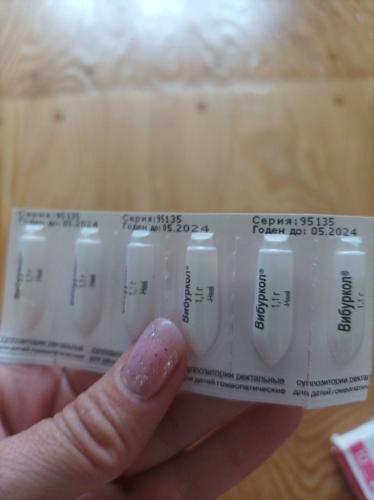 Серия:95135 Серия:95135 Серия:95135
Годен до: 05.2024 Годен до: 05.2024 Годен до: 05.2024
Вибуркол®
1,1 г
-Heel
Вибуркол®
1,1 г
-Heel
Вибуркол®
1,1 г
суппозитории ректальные
для детей гомеопатические
суппозитории ректальные
для детей гомеопатические